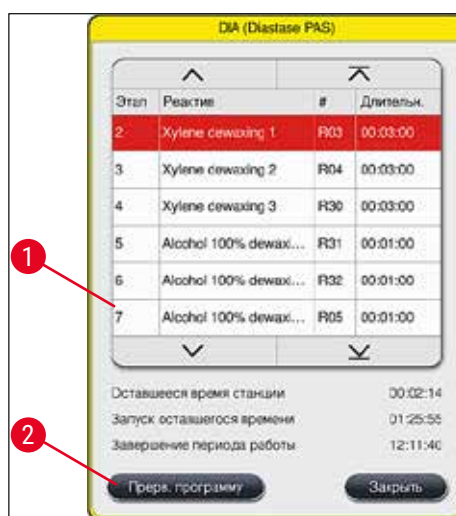 DIA (Diastase PAS)
Этап Реактив # Длительн.
2 Xylene dewaxing 1 R03 00:03:00
3 Xylene dewaxing 2 R04 00:03:00
4 Xylene dewaxing 3 R30 00:03:00
5 Alcohol 100% dewaxi... R31 00:01:00
6 Alcohol 100% dewaxi... R32 00:01:00
7 Alcohol 100% dewaxi... R05 00:01:00
1
Оставшееся время станции 00:02:14
Запуск оставшегося времени 01:25:55
Завершение периода работы 12:11:40
2
Прерв. программу Закрыть